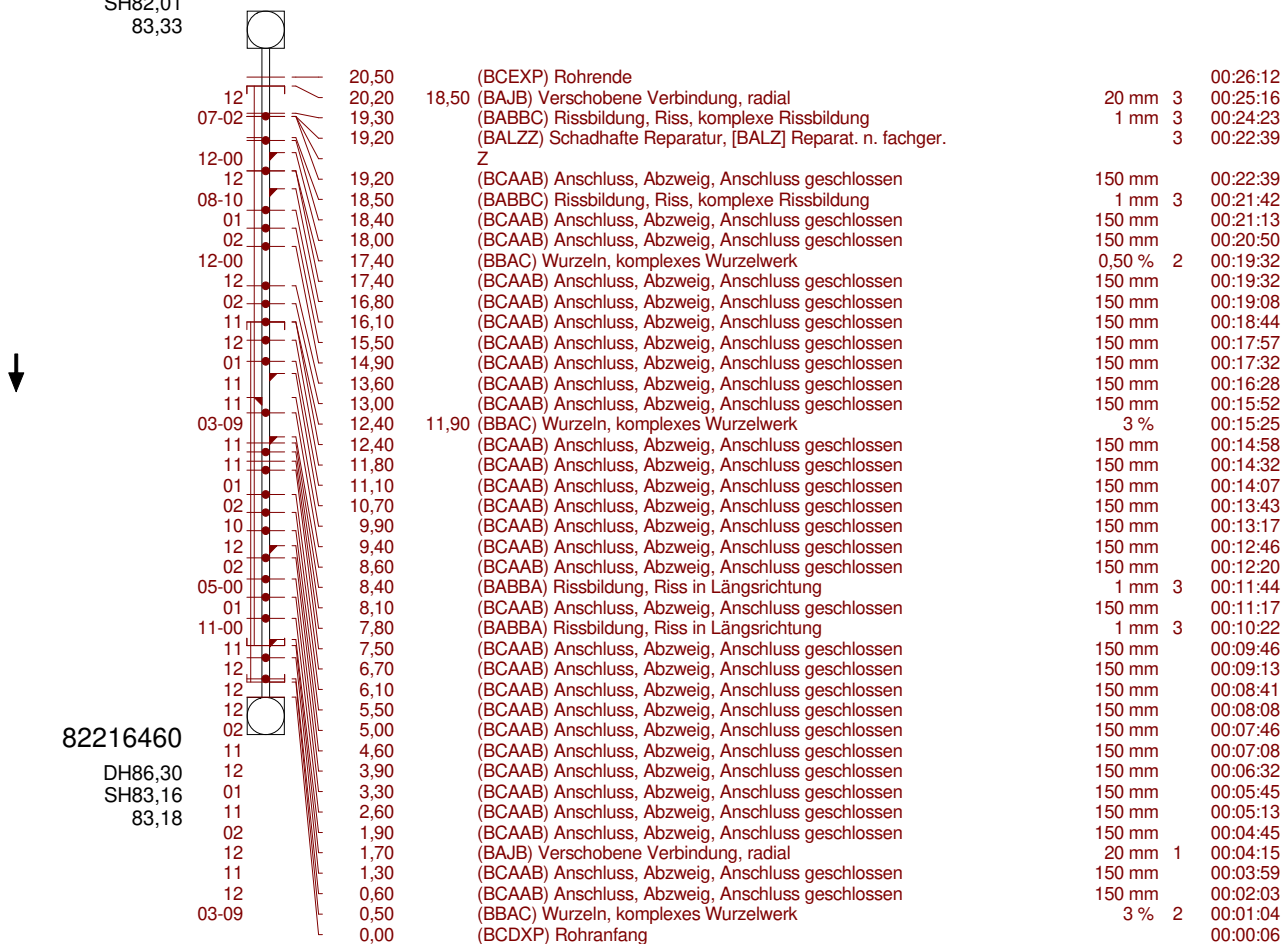 SH82,01
83,33
20,50 (BCEXP) Rohrende 00:26:12
12 20,20 18,50 (BAJB) Verschobene Verbindung, radial 20 mm 3 00:25:16
07-02 19,30 (BABBC) Rissbildung, Riss, komplexe Rissbildung 1 mm 3 00:24:23
19,20 (BALZZ) Schadhafte Reparatur, [BALZ] Reparat. n. fachger. 3 00:22:39
12-00 Z
12 19,20 (BCAAB) Anschluss, Abzweig, Anschluss geschlossen 150 mm 00:22:39
08-10 18,50 (BABBC) Rissbildung, Riss, komplexe Rissbildung 1 mm 3 00:21:42
01 18,40 (BCAAB) Anschluss, Abzweig, Anschluss geschlossen 150 mm 00:21:13
02 18,00 (BCAAB) Anschluss, Abzweig, Anschluss geschlossen 150 mm 00:20:50
12-00 17,40 (BBAC) Wurzeln, komplexes Wurzelwerk 0,50 % 2 00:19:32
12 17,40 (BCAAB) Anschluss, Abzweig, Anschluss geschlossen 150 mm 00:19:32
02 16,80 (BCAAB) Anschluss, Abzweig, Anschluss geschlossen 150 mm 00:19:08
11 16,10 (BCAAB) Anschluss, Abzweig, Anschluss geschlossen 150 mm 00:18:44
12 15,50 (BCAAB) Anschluss, Abzweig, Anschluss geschlossen 150 mm 00:17:57
01 14,90 (BCAAB) Anschluss, Abzweig, Anschluss geschlossen 150 mm 00:17:32
11 13,60 (BCAAB) Anschluss, Abzweig, Anschluss geschlossen 150 mm 00:16:28
11 13,00 (BCAAB) Anschluss, Abzweig, Anschluss geschlossen 150 mm 00:15:52
03-09 12,40 11,90 (BBAC) Wurzeln, komplexes Wurzelwerk 3 % 00:15:25
11 12,40 (BCAAB) Anschluss, Abzweig, Anschluss geschlossen 150 mm 00:14:58
11 11,80 (BCAAB) Anschluss, Abzweig, Anschluss geschlossen 150 mm 00:14:32
01 11,10 (BCAAB) Anschluss, Abzweig, Anschluss geschlossen 150 mm 00:14:07
02 10,70 (BCAAB) Anschluss, Abzweig, Anschluss geschlossen 150 mm 00:13:43
10 9,90 (BCAAB) Anschluss, Abzweig, Anschluss geschlossen 150 mm 00:13:17
12 9,40 (BCAAB) Anschluss, Abzweig, Anschluss geschlossen 150 mm 00:12:46
02 8,60 (BCAAB) Anschluss, Abzweig, Anschluss geschlossen 150 mm 00:12:20
05-00 8,40 (BABBA) Rissbildung, Riss in Längsrichtung 1 mm 3 00:11:44
01 8,10 (BCAAB) Anschluss, Abzweig, Anschluss geschlossen 150 mm 00:11:17
11-00 7,80 (BABBA) Rissbildung, Riss in Längsrichtung 1 mm 3 00:10:22
11 7,50 (BCAAB) Anschluss, Abzweig, Anschluss geschlossen 150 mm 00:09:46
12 6,70 (BCAAB) Anschluss, Abzweig, Anschluss geschlossen 150 mm 00:09:13
12 6,10 (BCAAB) Anschluss, Abzweig, Anschluss geschlossen 150 mm 00:08:41
12 5,50 (BCAAB) Anschluss, Abzweig, Anschluss geschlossen 150 mm 00:08:08
02 5,00 (BCAAB) Anschluss, Abzweig, Anschluss geschlossen 150 mm 00:07:46
82216460
11 4,60 (BCAAB) Anschluss, Abzweig, Anschluss geschlossen 150 mm 00:07:08
DH86,30
12 3,90 (BCAAB) Anschluss, Abzweig, Anschluss geschlossen 150 mm 00:06:32
SH83,16
01 3,30 (BCAAB) Anschluss, Abzweig, Anschluss geschlossen 150 mm 00:05:45
83,18
11 2,60 (BCAAB) Anschluss, Abzweig, Anschluss geschlossen 150 mm 00:05:13
02 1,90 (BCAAB) Anschluss, Abzweig, Anschluss geschlossen 150 mm 00:04:45
12 1,70 (BAJB) Verschobene Verbindung, radial 20 mm 1 00:04:15
11 1,30 (BCAAB) Anschluss, Abzweig, Anschluss geschlossen 150 mm 00:03:59
12 0,60 (BCAAB) Anschluss, Abzweig, Anschluss geschlossen 150 mm 00:02:03
03-09 0,50 (BBAC) Wurzeln, komplexes Wurzelwerk 3 % 2 00:01:04
0,00 (BCDXP) Rohranfang 00:00:06